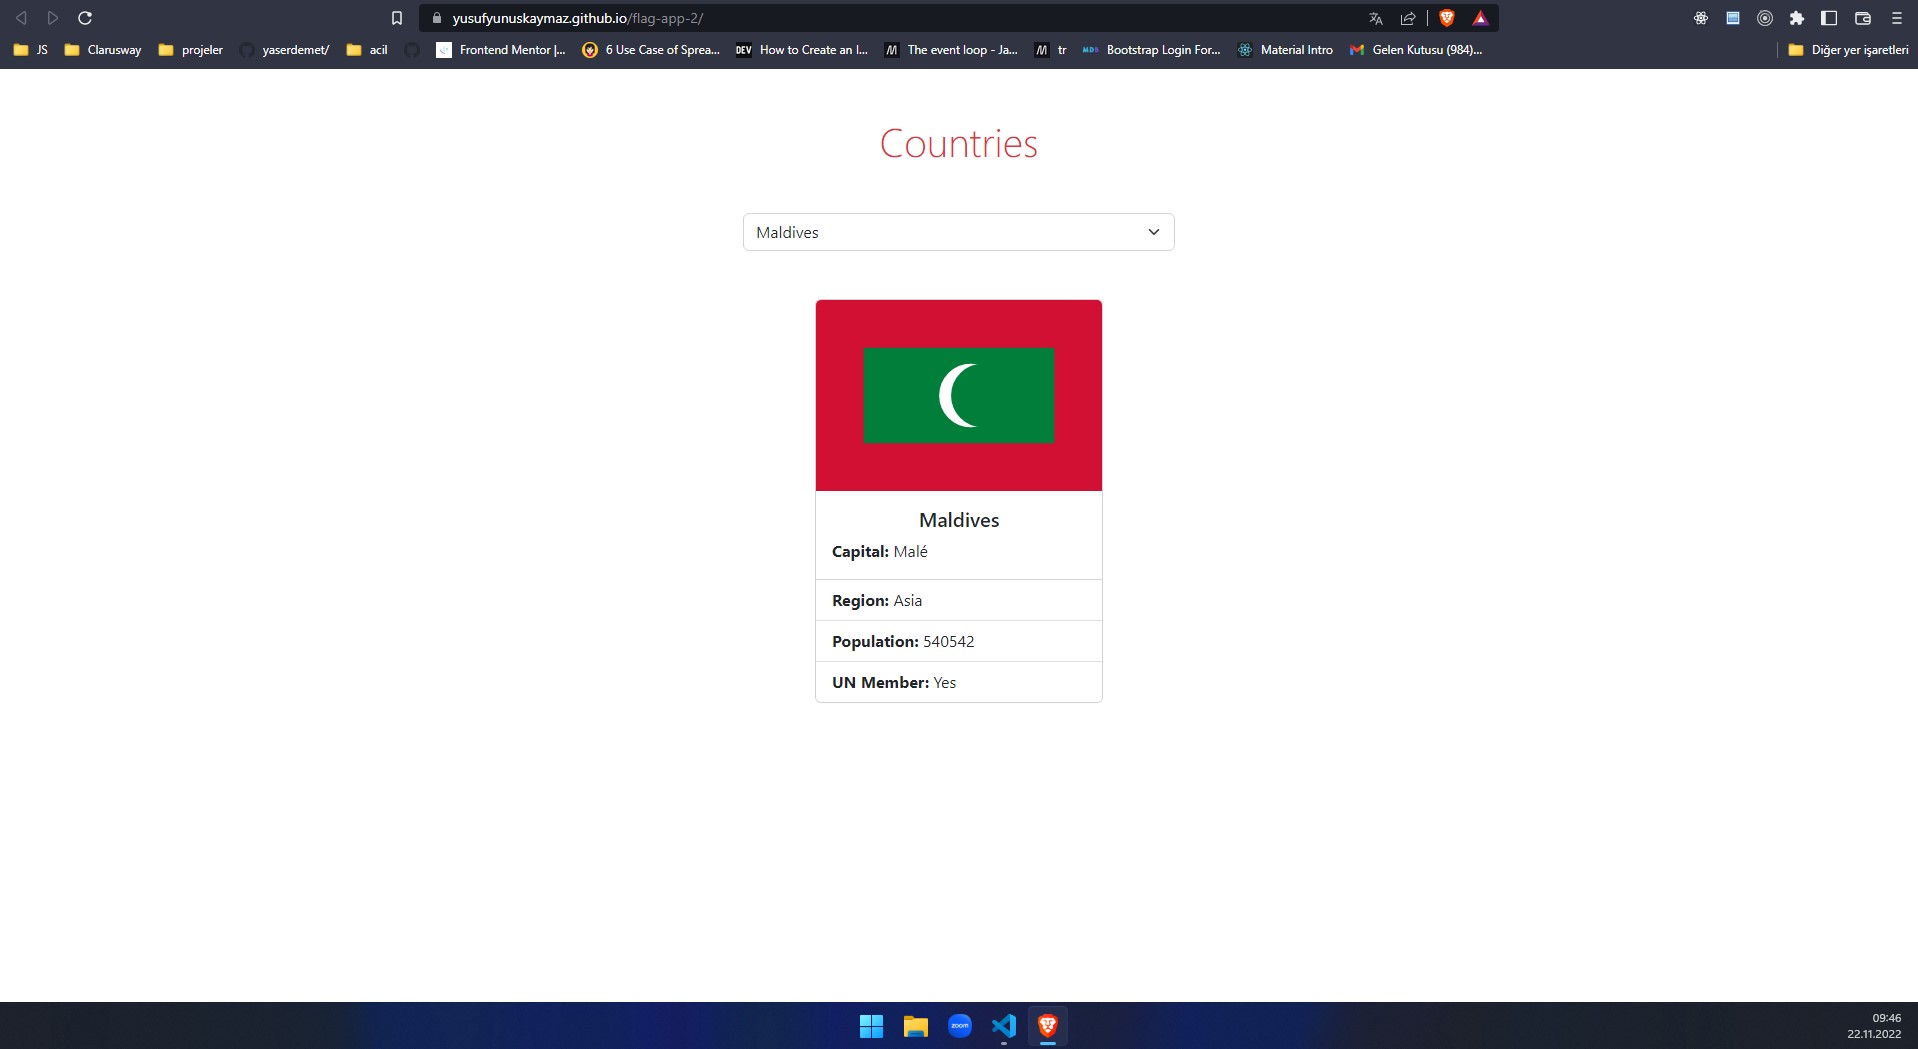 yusufyunuskaymaz.github.io/flag-app-2/
JS Clarusway projeler yaserdemet/ acil Frontend Mentor |... 6 Use Case of Sprea... DEV How to Create an I... The event loop - Ja... tr MDB Bootstrap Login For... Material Intro Gelen Kutusu (984)... Diğer yer işaretleri
Countries
Maldives
Maldives
Capital: Malé
Region: Asia
Population: 540542
UN Member: Yes
zoom
09:46
22.11.2022